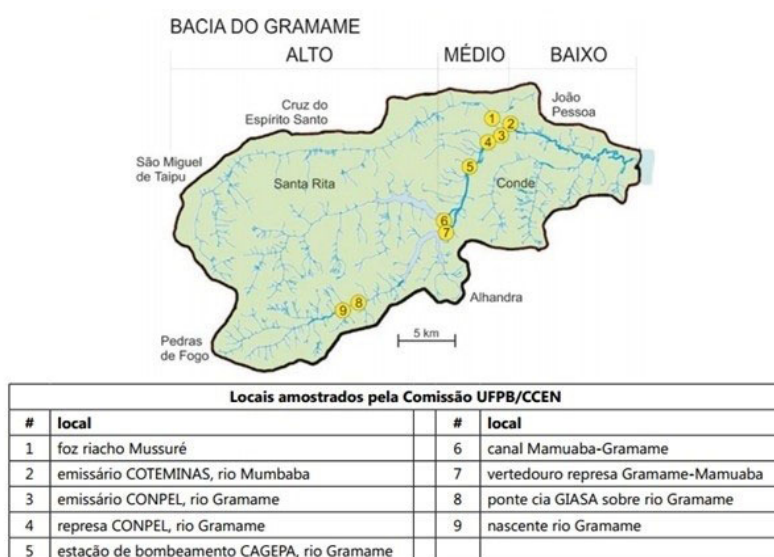 BACIA DO GRAMAME
ALTO MÉDIO BAIXO
Cruz do
Espírito Santo
João
Pessoa
São Miguel
de Taipu
Santa Rita
Conde
Alhandra
Pedras
de Fogo
1
2
3
4
5
6
7
8
9
5 km
Locais amostrados pela Comissão UFPB/CCEN
# local # local
1 foz riacho Mussuré 6 canal Mamuaba-Gramame
2 emissário COTEMINAS, rio Mumbaba 7 vertedouro represa Gramame-Mamuaba
3 emissário CONPEL, rio Gramame 8 ponte cia GIASA sobre rio Gramame
4 represa CONPEL, rio Gramame 9 nascente rio Gramame
5 estação de bombeamento CAGEPA, rio Gramame